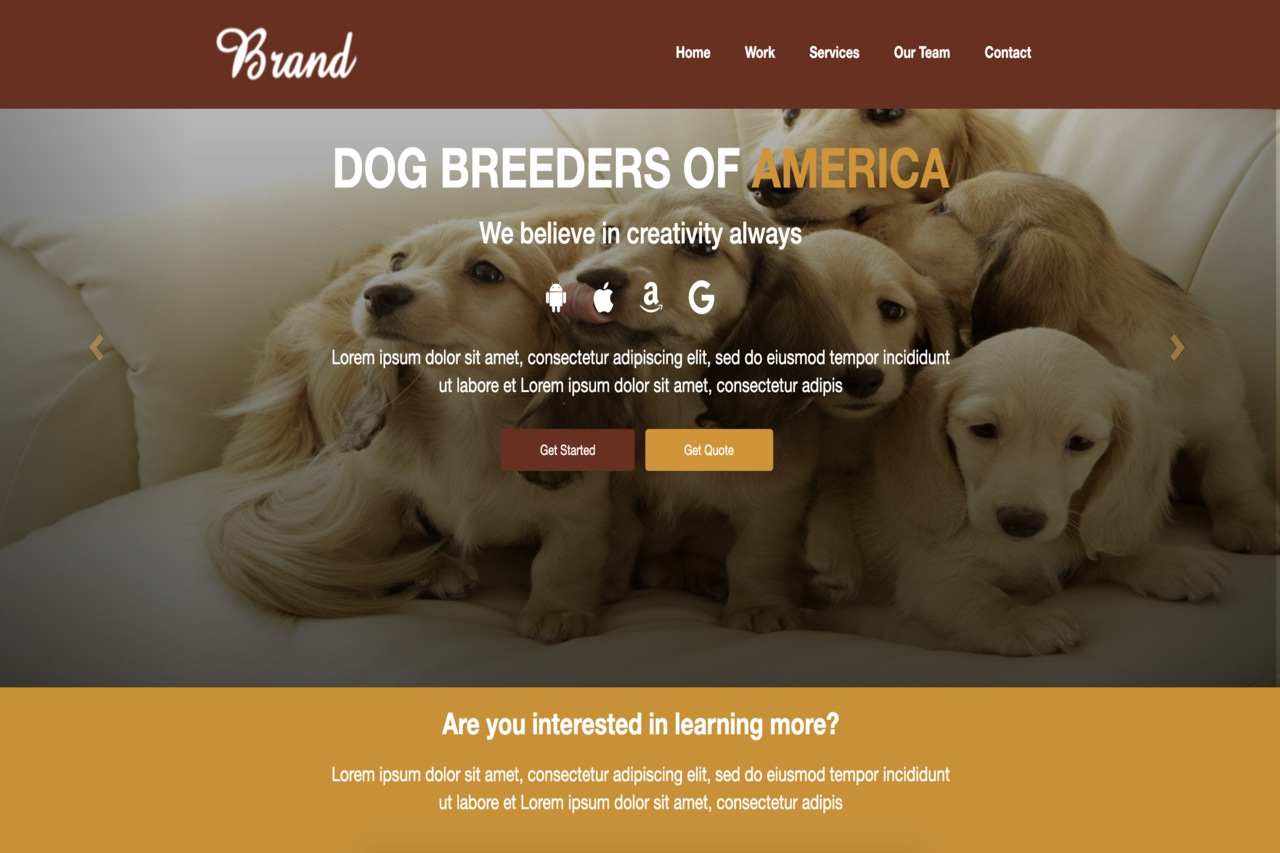 Brand
Home Work Services Our Team Contact
DOG BREEDERS OF AMERICA
We believe in creativity always
Lorem ipsum dolor sit amet, consectetur adipiscing elit, sed do eiusmod tempor incididunt
ut labore et Lorem ipsum dolor sit amet, consectetur adipis
Get Started Get Quote
Are you interested in learning more?
Lorem ipsum dolor sit amet, consectetur adipiscing elit, sed do eiusmod tempor incididunt
ut labore et Lorem ipsum dolor sit amet, consectetur adipis